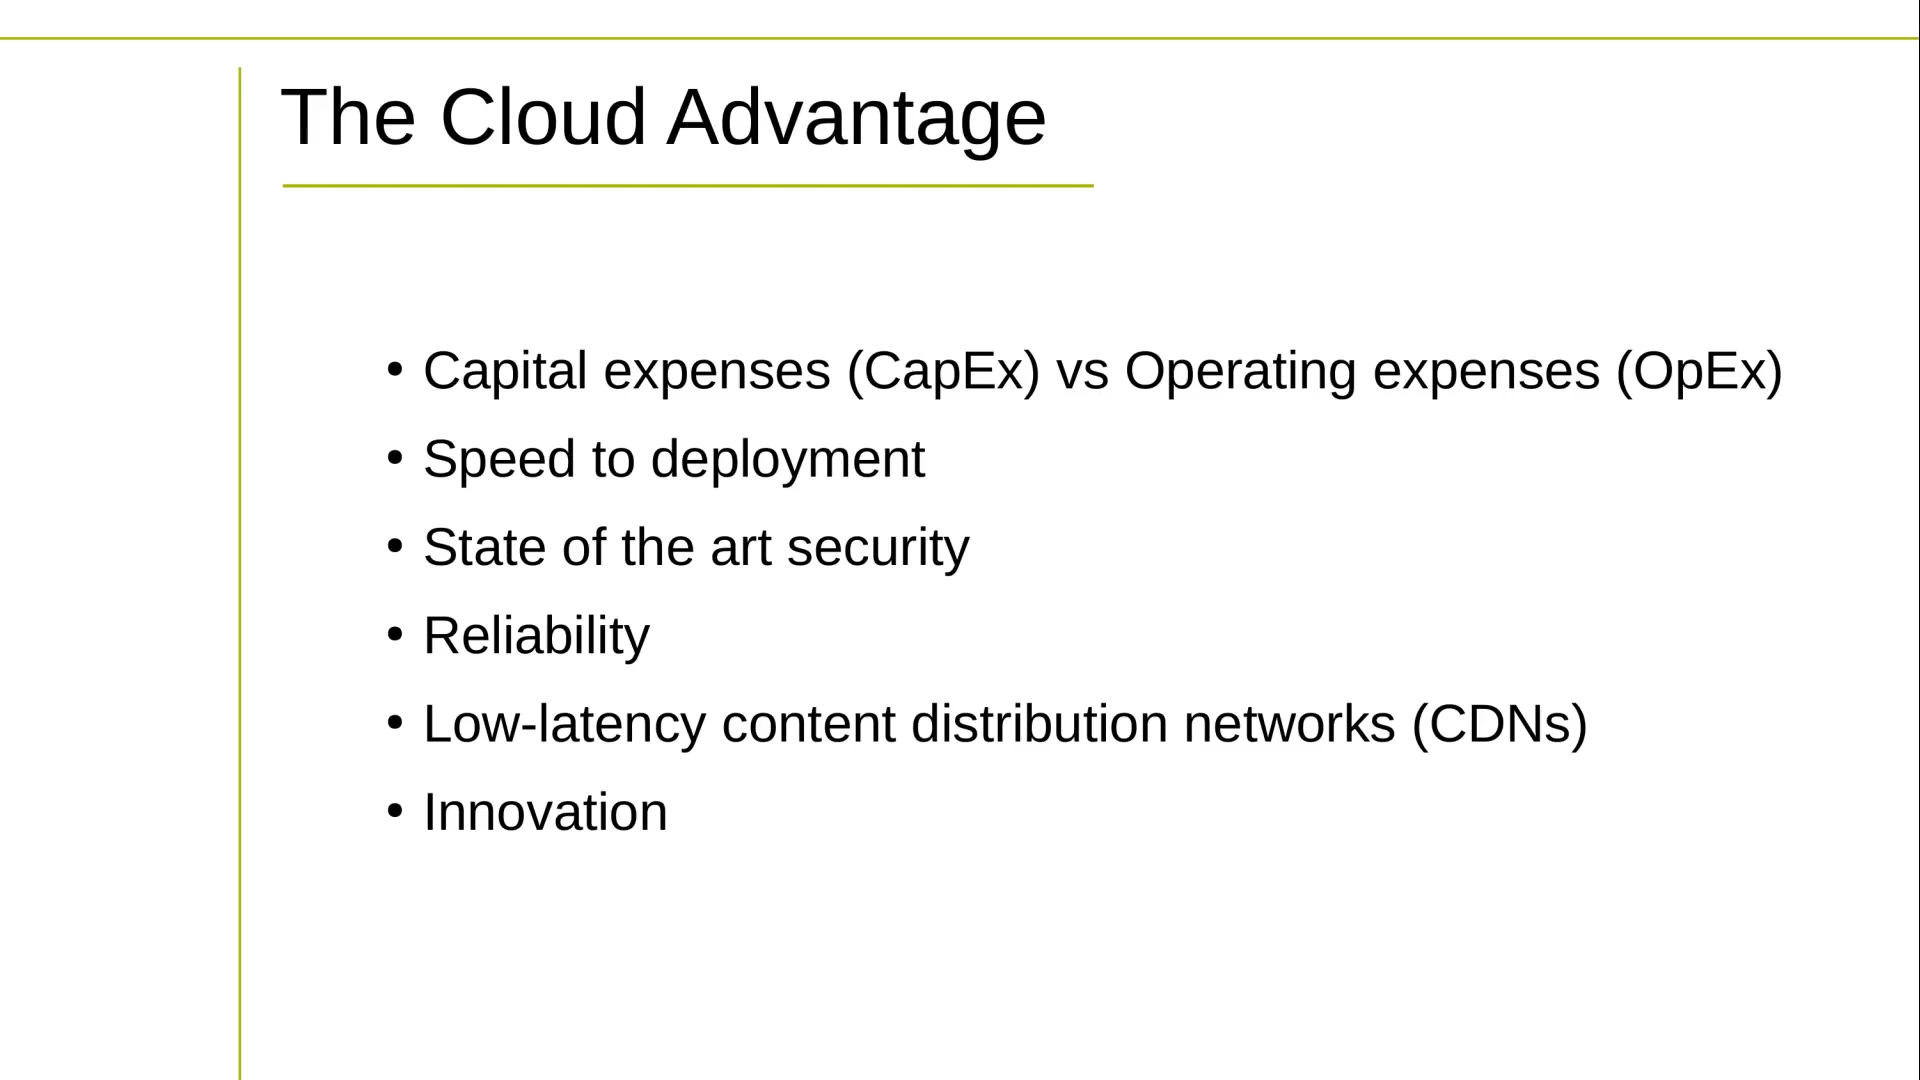 The Cloud Advantage
• Capital expenses (CapEx) vs Operating expenses (OpEx)
• Speed to deployment
• State of the art security
• Reliability
• Low-latency content distribution networks (CDNs)
• Innovation